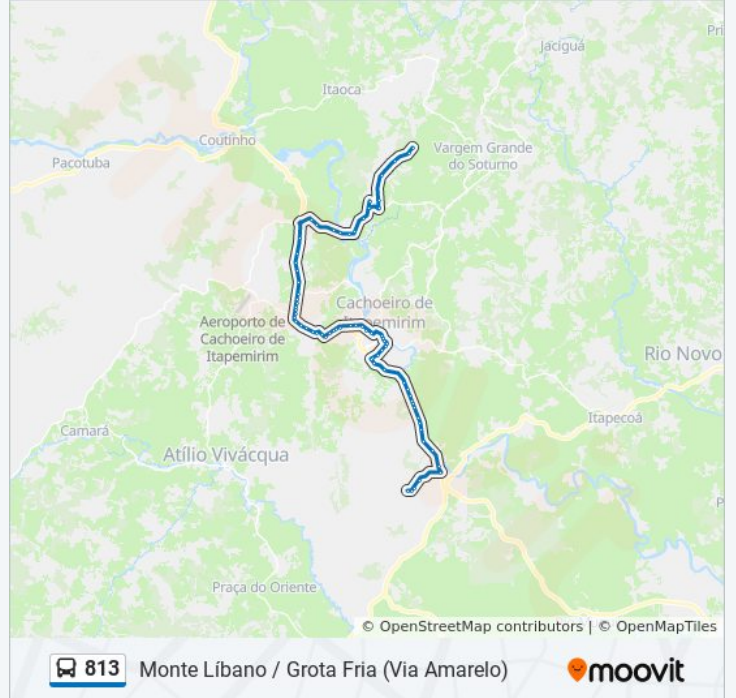 Pri
Jaciguá
Itaoca
Coutinho
Vargem Grande
do Soturno
Pacotuba
Cachoeiro de
Itapemirim
Aeroporto de
Cachoeiro de
Itapemirim
Rio Novo
Itapecoá
Camará
Atílio Vivácqua
P
Praça do Oriente
© OpenStreetMap contributors | © OpenMapTiles
813 Monte Líbano / Grota Fria (Via Amarelo) moovit